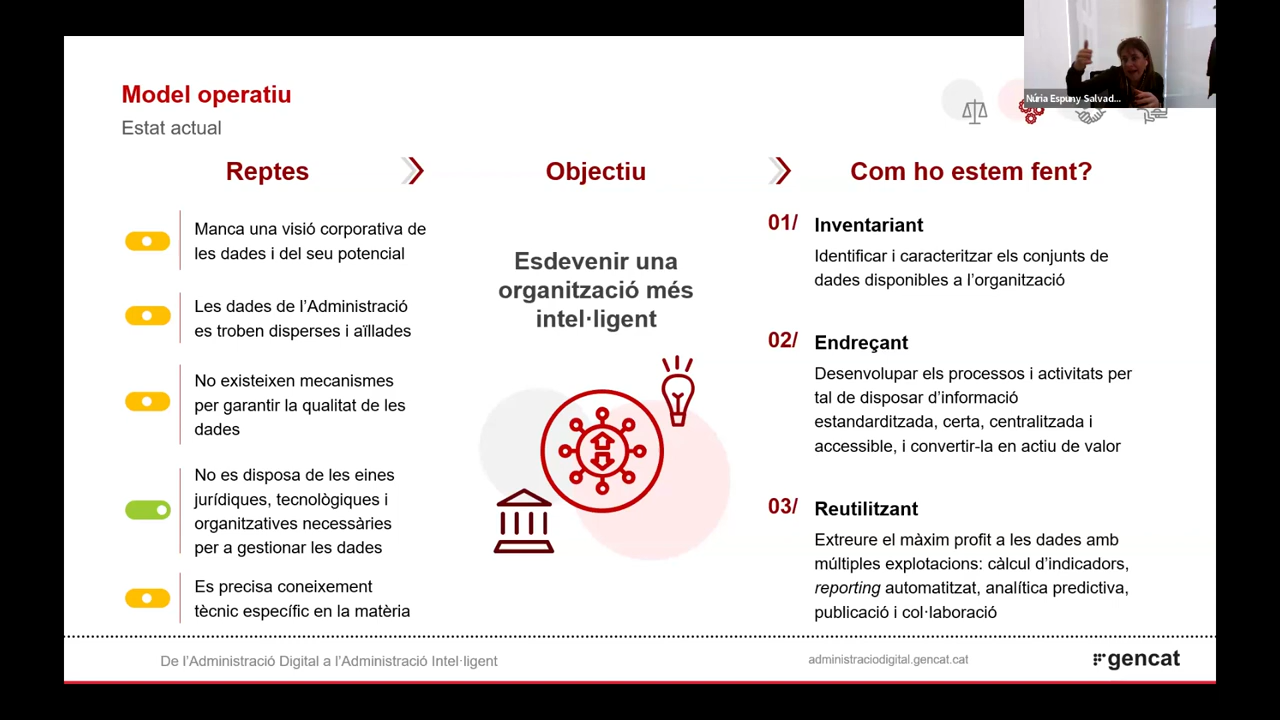 Núria Espuny Salvad...
Model operatiu
Estat actual
Reptes
Objectiu
Com ho estem fent?
Manca una visió corporativa de
les dades i del seu potencial
Les dades de l’Administració
es troben disperses i aïllades
No existeixen mecanismes
per garantir la qualitat de les
dades
No es disposa de les eines
jurídiques, tecnològiques i
organitzatives necessàries
per a gestionar les dades
Es precisa coneixement
tècnic específic en la matèria
Esdevenir una
organització més
intel·ligent
01/ Inventariant
Identificar i caracteritzar els conjunts de
dades disponibles a l’organització
02/ Endreçant
Desenvolupar els processos i activitats per
tal de disposar d’informació
estandarditzada, certa, centralitzada i
accessible, i convertir-la en actiu de valor
03/ Reutilitzant
Extreure el màxim profit a les dades amb
múltiples explotacions: càlcul d’indicadors,
reporting automatitzat, analítica predictiva,
publicació i col·laboració
De l’Administració Digital a l’Administració Intel·ligent
administraciodigital.gencat.cat
gencat